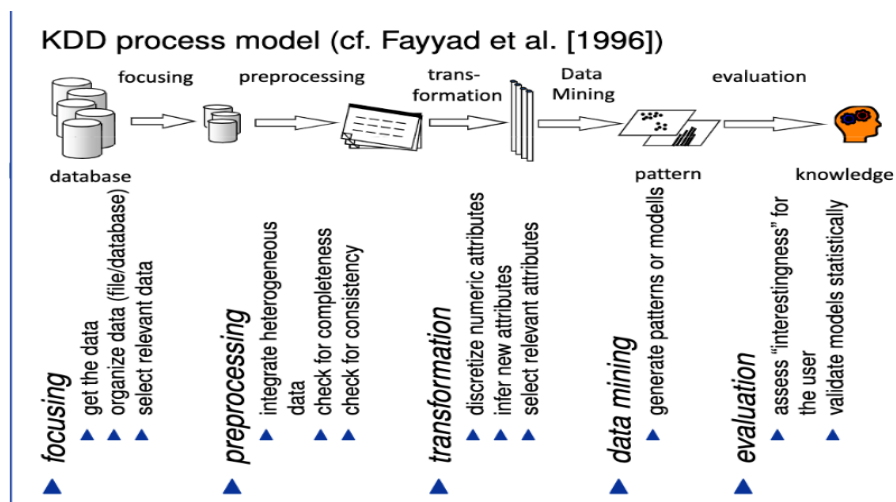 KDD process model (cf. Fayyad et al. [1996])
focusing
preprocessing
trans-
formation
Data
Mining
evaluation
database
pattern
knowledge
focusing
get the data
organize data (file/database)
select relevant data
preprocessing
integrate heterogeneous
data
check for completeness
check for consistency
transformation
discretize numeric attributes
infer new attributes
select relevant attributes
data mining
generate patterns or modells
evaluation
assess “interestingness” for
the user
validate models statistically